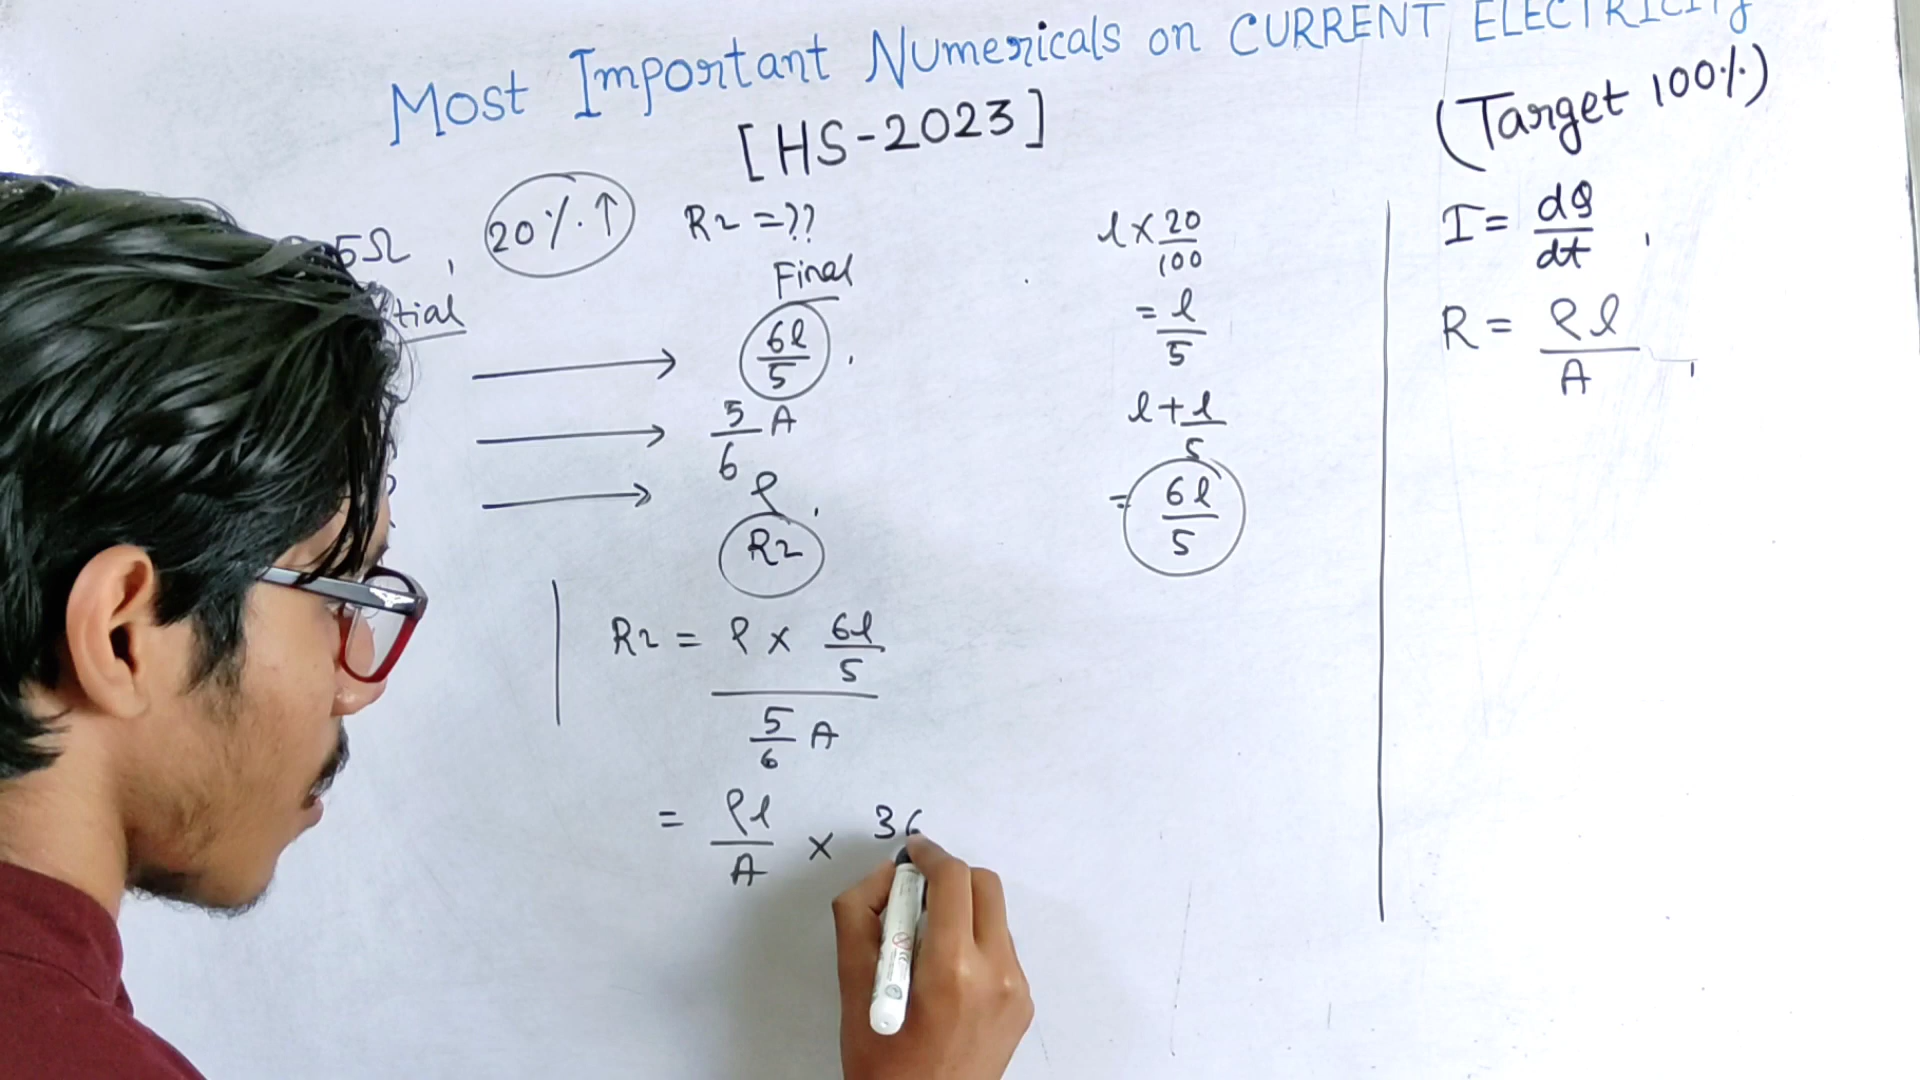 Most Important Numericals on CURRENT ELECTRICITY
[HS-2023]
(Target 100%)
5Ω , 20% ↑ R2 =??
tial Final
→ 6l/5 .
→ 5/6 A
→ ρ .
R2
R2 = ρ × 6l/5
5/6 A
= ρl/A × 36
l × 20/100
= l/5
l + l/5
= 6l/5
I = dQ/dt ,
R = ρl/A ,